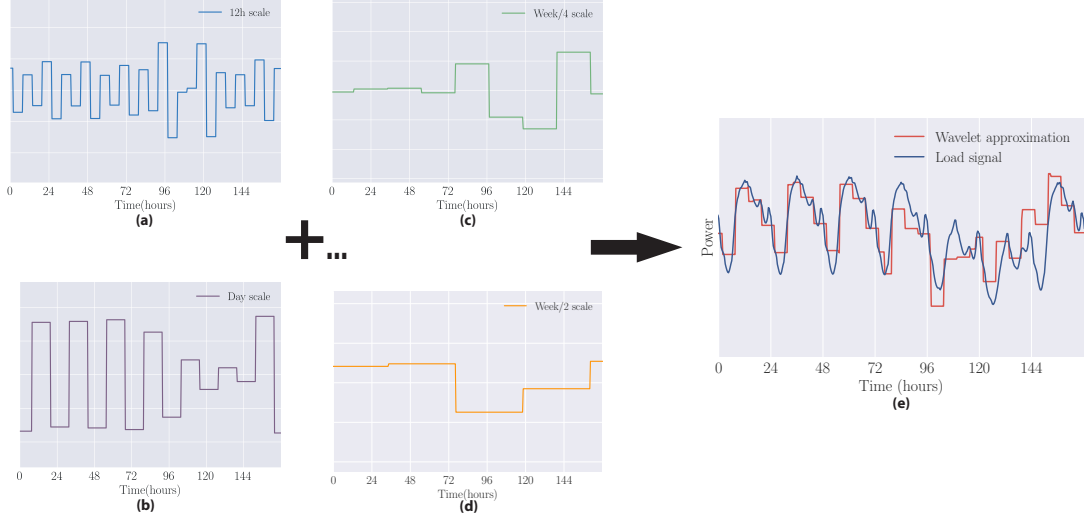 12h scale
0 24 48 72 96 120 144
Time(hours)
(a)
Week/4 scale
0 24 48 72 96 120 144
Time(hours)
(c)
+...
Day scale
0 24 48 72 96 120 144
Time(hours)
(b)
Week/2 scale
0 24 48 72 96 120 144
Time(hours)
(d)
Wavelet approximation
Load signal
Power
0 24 48 72 96 120 144
Time (hours)
(e)